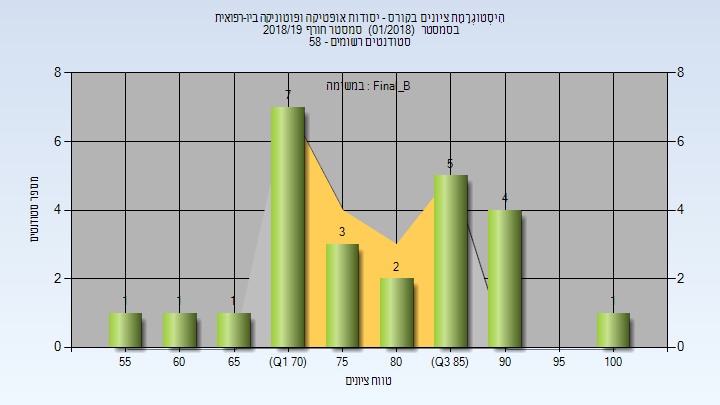 היסטוגרמת ציונים בקורס - יסודות אופטיקה ופוטוניקה ביו-רפואית
בסמסטר (01/2018) סמסטר חורף 2018/19
סטודנטים רשומים - 58
במשימה : Final_B
8 8
7
6 6
5
4 4 4
מספר סטודנטים
3
2
2 2
1 1 1 1
0 0
55 60 65 (Q1 70) 75 80 (Q3 85) 90 95 100
טווח ציונים